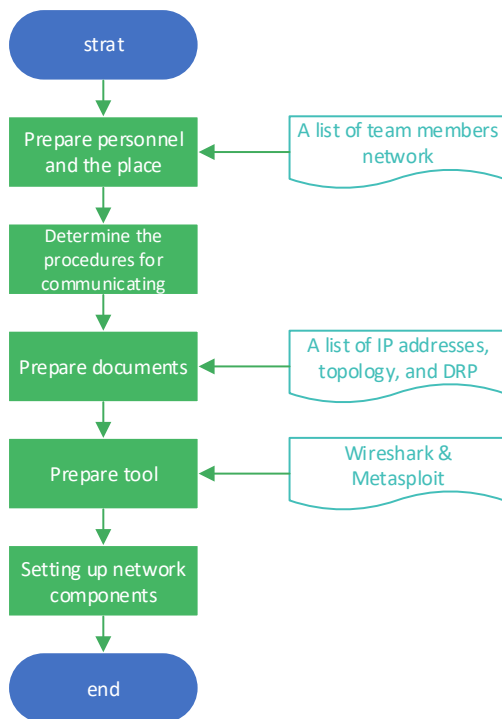 strat
Prepare personnel
and the place
A list of team members
network
Determine the
procedures for
communicating
Prepare documents
A list of IP addresses,
topology, and DRP
Prepare tool
Wireshark &
Metasploit
Setting up network
components
end